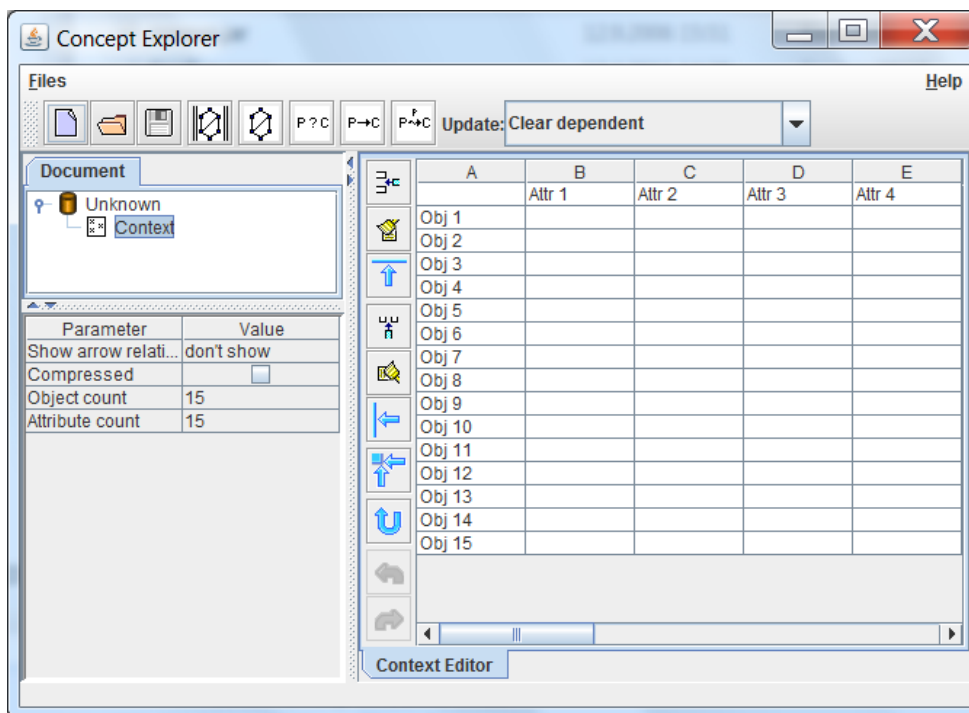 Concept Explorer
Files Help
P?C P→C Update: Clear dependent
Document
Unknown
Context
Parameter Value
Show arrow relati... don't show
Compressed
Object count 15
Attribute count 15
A B C D E
Attr 1 Attr 2 Attr 3 Attr 4
Obj 1
Obj 2
Obj 3
Obj 4
Obj 5
Obj 6
Obj 7
Obj 8
Obj 9
Obj 10
Obj 11
Obj 12
Obj 13
Obj 14
Obj 15
Context Editor